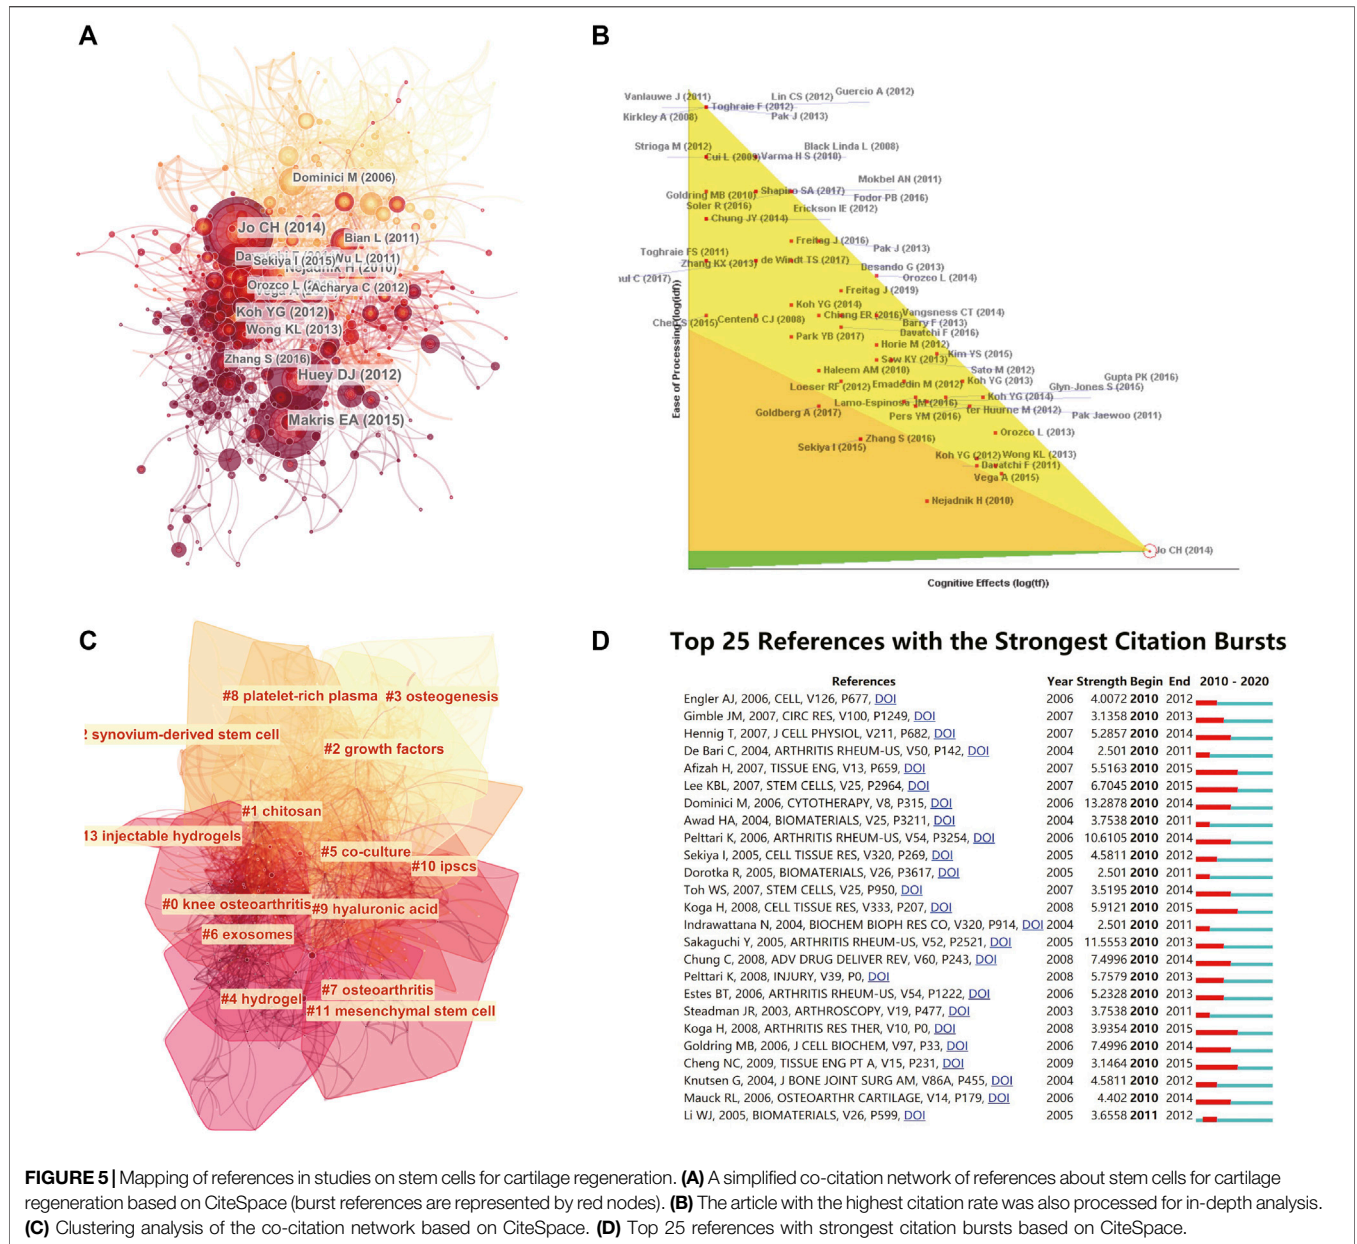 A
Dominici M (2006)
Jo CH (2014)
Bian L (2011)
Sekiya I (2015)
Wu L (2011)
Nejadnik H (2010)
Orozco L
Acharya C (2012)
Koh YG (2012)
Wong KL (2013)
Zhang S (2016)
Huey DJ (2012)
Makris EA (2015)
B
Vanlauwe J (2011)
Lin CS (2012)
Guercio A (2012)
Toghraie F (2012)
Kirkley A (2008)
Pak J (2013)
Strioga M (2012)
Black Linda L (2008)
Cui L (2009)
Varma H S (2010)
Mokbel AN (2011)
Goldring MB (2010)
Shapiro SA (2017)
Fodor PB (2016)
Soler R (2016)
Erickson IE (2012)
Chung JY (2014)
Freitag J (2016)
Pak J (2013)
Toghraie FS (2011)
Zhang KX (2013)
de Windt TS (2017)
Desando G (2013)
Orozco L (2014)
nul C (2017)
Freitag J (2019)
Koh YG (2014)
Chen S (2015)
Centeno CJ (2008)
Chiang ER (2016)
Vangsness CT (2014)
Barry F (2013)
Davatchi F (2016)
Park YB (2017)
Horie M (2012)
Kim YS (2015)
Saw KY (2013)
Haleem AM (2010)
Sato M (2012)
Gupta PK (2016)
Loeser RF (2012)
Emadedin M (2012)
Koh YG (2013)
Glyn-Jones S (2015)
Koh YG (2014)
Goldberg A (2017)
Lamo-Espinosa JM (2016)
ter Huurne M (2012)
Pers YM (2016)
Pak Jaewoo (2011)
Orozco L (2013)
Zhang S (2016)
Sekiya I (2015)
Koh YG (2012)
Wong KL (2013)
Davatchi F (2011)
Vega A (2015)
Nejadnik H (2010)
Jo CH (2014)
Ease of Processing (log(idf))
Cognitive Effects (log(tf))
C
#8 platelet-rich plasma
#3 osteogenesis
2 synovium-derived stem cell
#2 growth factors
#1 chitosan
13 injectable hydrogels
#5 co-culture
#10 ipscs
#0 knee osteoarthritis
#9 hyaluronic acid
#6 exosomes
#7 osteoarthritis
#4 hydrogel
#11 mesenchymal stem cell
D
Top 25 References with the Strongest Citation Bursts
References Year Strength Begin End 2010 - 2020
Engler AJ, 2006, CELL, V126, P677, DOI 2006 4.0072 2010 2012
Gimble JM, 2007, CIRC RES, V100, P1249, DOI 2007 3.1358 2010 2013
Hennig T, 2007, J CELL PHYSIOL, V211, P682, DOI 2007 5.2857 2010 2014
De Bari C, 2004, ARTHRITIS RHEUM-US, V50, P142, DOI 2004 2.501 2010 2011
Afizah H, 2007, TISSUE ENG, V13, P659, DOI 2007 5.5163 2010 2015
Lee KBL, 2007, STEM CELLS, V25, P2964, DOI 2007 6.7045 2010 2015
Dominici M, 2006, CYTOTHERAPY, V8, P315, DOI 2006 13.2878 2010 2014
Awad HA, 2004, BIOMATERIALS, V25, P3211, DOI 2004 3.7538 2010 2011
Pelttari K, 2006, ARTHRITIS RHEUM-US, V54, P3254, DOI 2006 10.6105 2010 2014
Sekiya I, 2005, CELL TISSUE RES, V320, P269, DOI 2005 4.5811 2010 2012
Dorotka R, 2005, BIOMATERIALS, V26, P3617, DOI 2005 2.501 2010 2011
Toh WS, 2007, STEM CELLS, V25, P950, DOI 2007 3.5195 2010 2014
Koga H, 2008, CELL TISSUE RES, V333, P207, DOI 2008 5.9121 2010 2015
Indrawattana N, 2004, BIOCHEM BIOPH RES CO, V320, P914, DOI 2004 2.501 2010 2011
Sakaguchi Y, 2005, ARTHRITIS RHEUM-US, V52, P2521, DOI 2005 11.5553 2010 2013
Chung C, 2008, ADV DRUG DELIVER REV, V60, P243, DOI 2008 7.4996 2010 2014
Pelttari K, 2008, INJURY, V39, P0, DOI 2008 5.7579 2010 2013
Estes BT, 2006, ARTHRITIS RHEUM-US, V54, P1222, DOI 2006 5.2328 2010 2013
Steadman JR, 2003, ARTHROSCOPY, V19, P477, DOI 2003 3.7538 2010 2011
Koga H, 2008, ARTHRITIS RES THER, V10, P0, DOI 2008 3.9354 2010 2015
Goldring MB, 2006, J CELL BIOCHEM, V97, P33, DOI 2006 7.4996 2010 2014
Cheng NC, 2009, TISSUE ENG PT A, V15, P231, DOI 2009 3.1464 2010 2015
Knutsen G, 2004, J BONE JOINT SURG AM, V86A, P455, DOI 2004 4.5811 2010 2012
Mauck RL, 2006, OSTEOARTHR CARTILAGE, V14, P179, DOI 2006 4.402 2010 2014
Li WJ, 2005, BIOMATERIALS, V26, P599, DOI 2005 3.6558 2011 2012
FIGURE 5 | Mapping of references in studies on stem cells for cartilage regeneration. (A) A simplified co-citation network of references about stem cells for cartilage
regeneration based on CiteSpace (burst references are represented by red nodes). (B) The article with the highest citation rate was also processed for in-depth analysis.
(C) Clustering analysis of the co-citation network based on CiteSpace. (D) Top 25 references with strongest citation bursts based on CiteSpace.